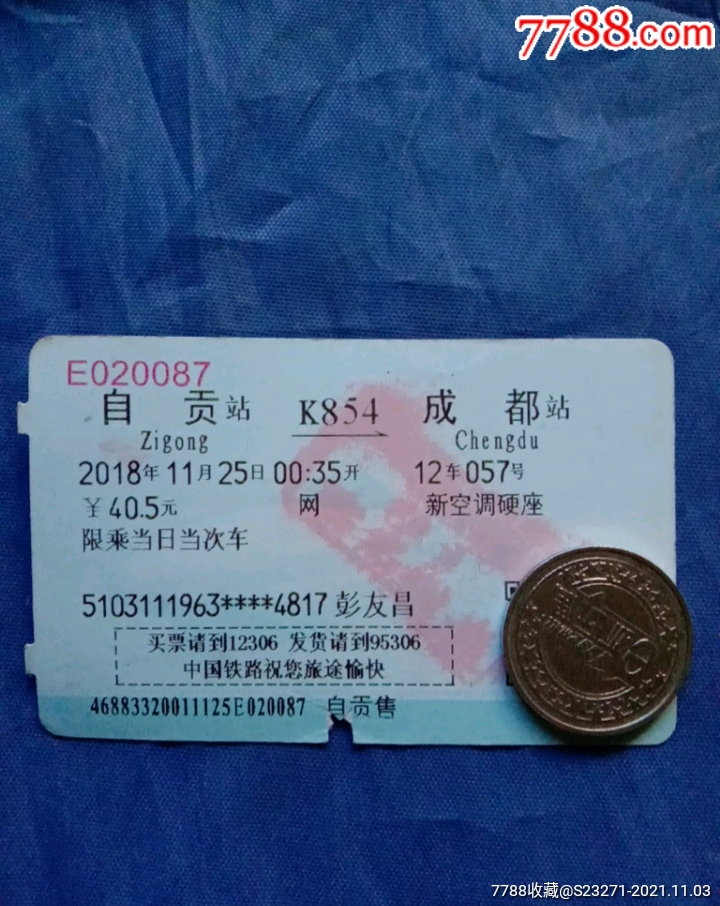 7788.com
E020087
自贡站 K854 成都站
Zigong Chengdu
2018年11月25日00:35开 12车057号
￥40.5元 网 新空调硬座
限乘当日当次车
5103111963****4817 彭友昌
买票请到12306 发货请到95306
中国铁路祝您旅途愉快
46883320011125E020087 自贡售
7788收藏@S23271-2021.11.03